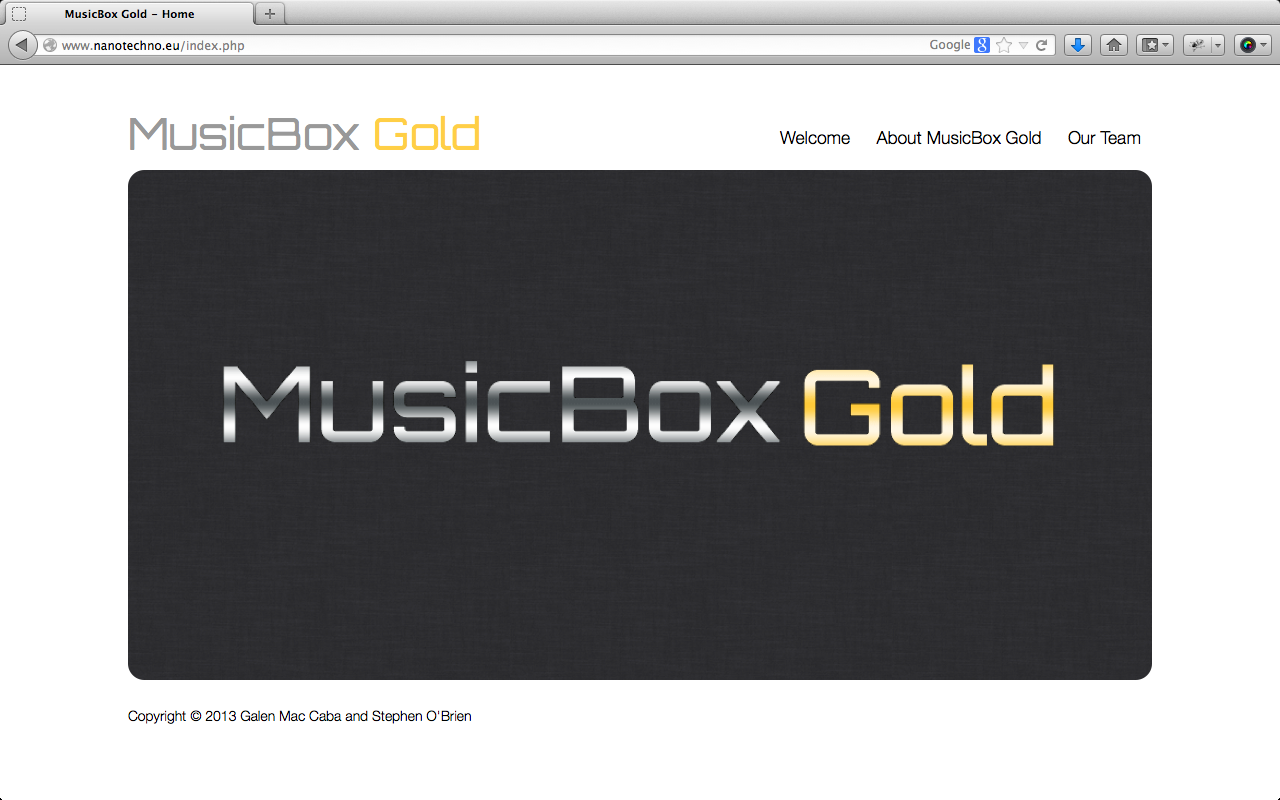 MusicBox Gold - Home
www.nanotechno.eu/index.php
Google
MusicBox Gold
Welcome About MusicBox Gold Our Team
MusicBox Gold
Copyright © 2013 Galen Mac Caba and Stephen O'Brien